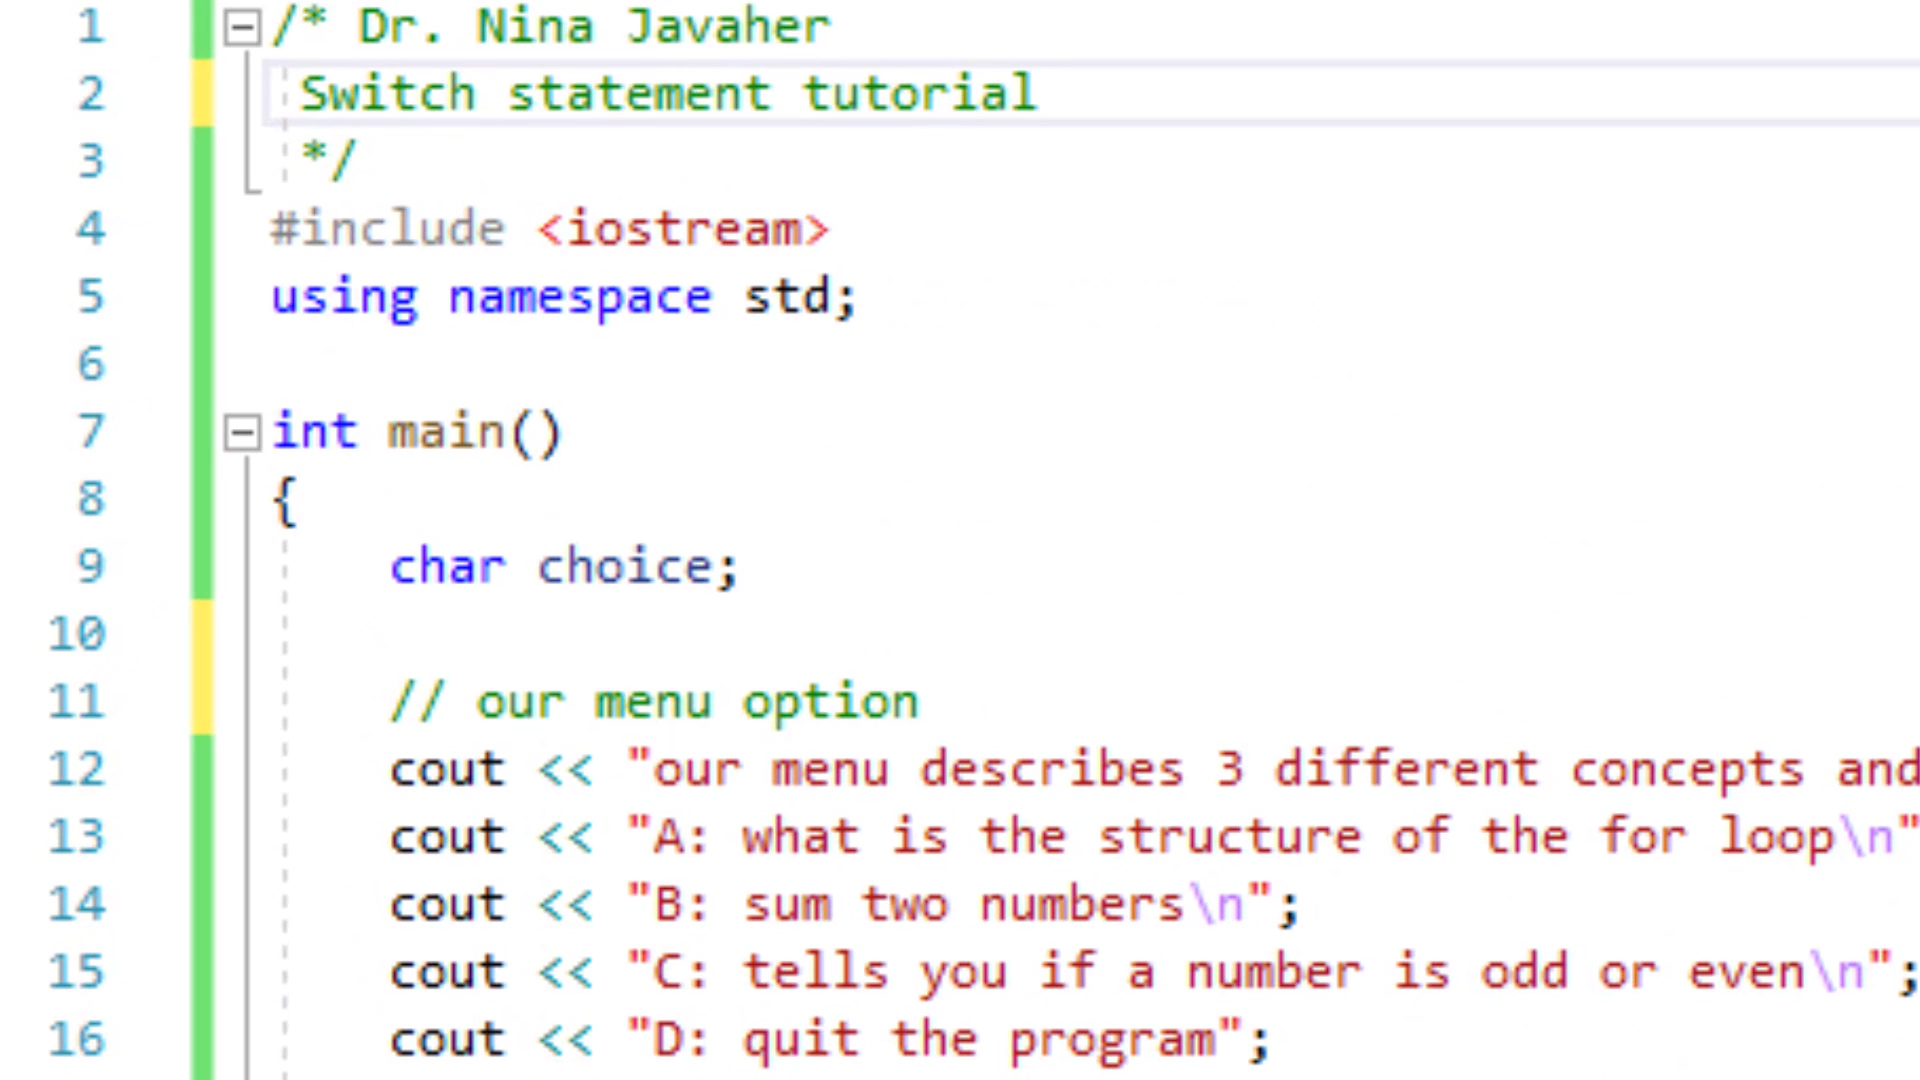 1 /* Dr. Nina Javaher
2 Switch statement tutorial
3 */
4 #include <iostream>
5 using namespace std;
6
7 int main()
8 {
9 char choice;
10
11 // our menu option
12 cout << "our menu describes 3 different concepts and
13 cout << "A: what is the structure of the for loop\n"
14 cout << "B: sum two numbers\n";
15 cout << "C: tells you if a number is odd or even\n";
16 cout << "D: quit the program";